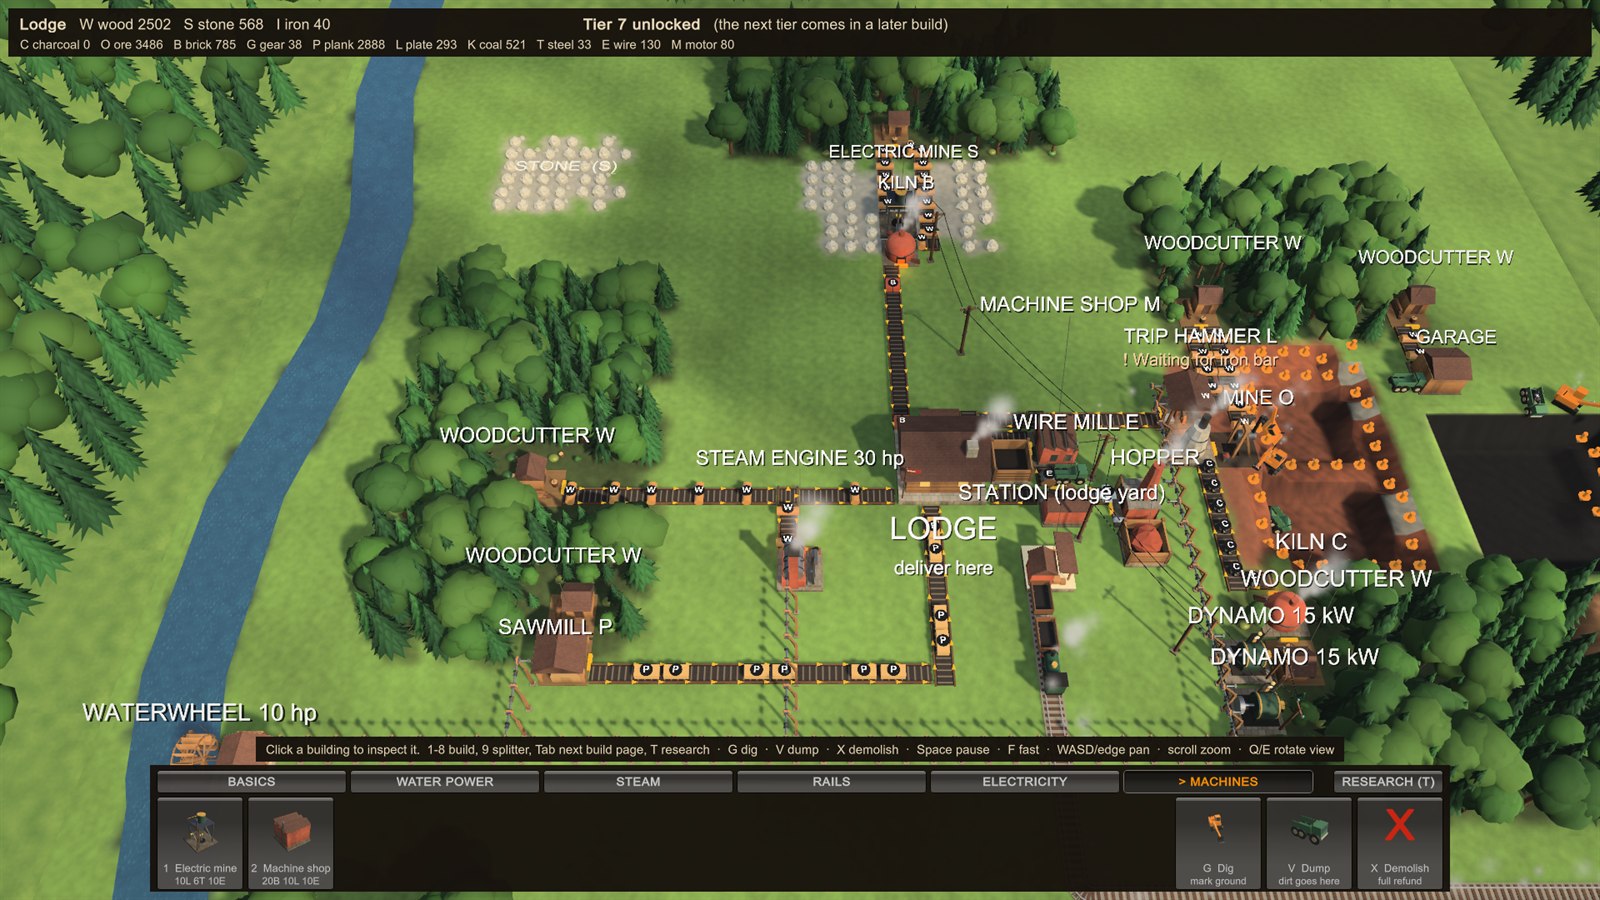 Lodge W wood 2502 S stone 568 I iron 40
Tier 7 unlocked (the next tier comes in a later build)
C charcoal 0 O ore 3486 B brick 785 G gear 38 P plank 2888 L plate 293 K coal 521 T steel 33 E wire 130 M motor 80
STONE (S)
ELECTRIC MINE S
KILN B
WOODCUTTER W
WOODCUTTER W
MACHINE SHOP M
TRIP HAMMER L
! Waiting for iron bar
GARAGE
MINE O
WIRE MILL E
WOODCUTTER W
STEAM ENGINE 30 hp
HOPPER
STATION (lodge yard)
LODGE
deliver here
KILN C
WOODCUTTER W
WOODCUTTER W
DYNAMO 15 kW
SAWMILL P
DYNAMO 15 kW
WATERWHEEL 10 hp
Click a building to inspect it. 1-8 build, 9 splitter, Tab next build page, T research · G dig · V dump · X demolish · Space pause · F fast · WASD/edge pan · scroll zoom · Q/E rotate view
BASICS
WATER POWER
STEAM
RAILS
ELECTRICITY
> MACHINES
RESEARCH (T)
1 Electric mine
10L 6T 10E
2 Machine shop
20B 10L 10E
G Dig
mark ground
V Dump
dirt goes here
X Demolish
full refund